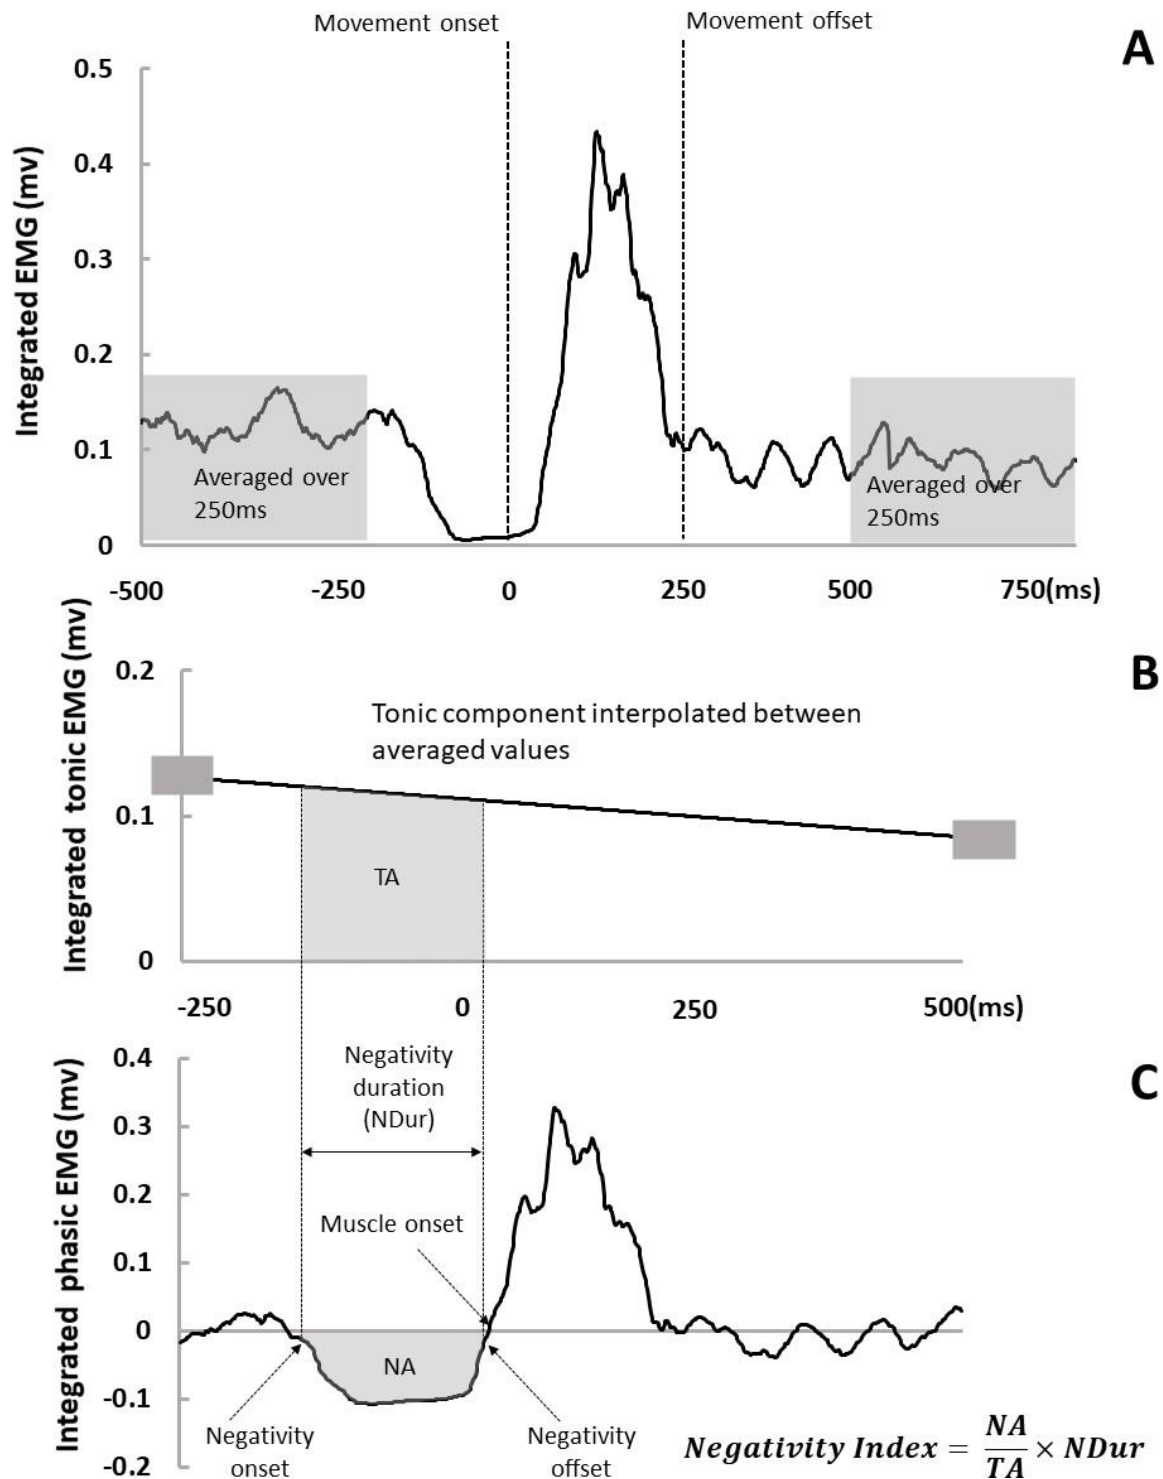 Movement onset
Movement offset
A
Integrated EMG (mv)
0.5
0.4
0.3
0.2
0.1
0
Averaged over
250ms
Averaged over
250ms
-500
-250
0
250
500
750(ms)
B
Integrated tonic EMG (mv)
0.2
0.1
0
Tonic component interpolated between
averaged values
TA
-250
0
250
500(ms)
C
Integrated phasic EMG (mv)
0.4
0.3
0.2
0.1
0
-0.1
-0.2
Negativity
duration
(NDur)
Muscle onset
NA
Negativity
onset
Negativity
offset
Negativity Index = NA/TA × NDur